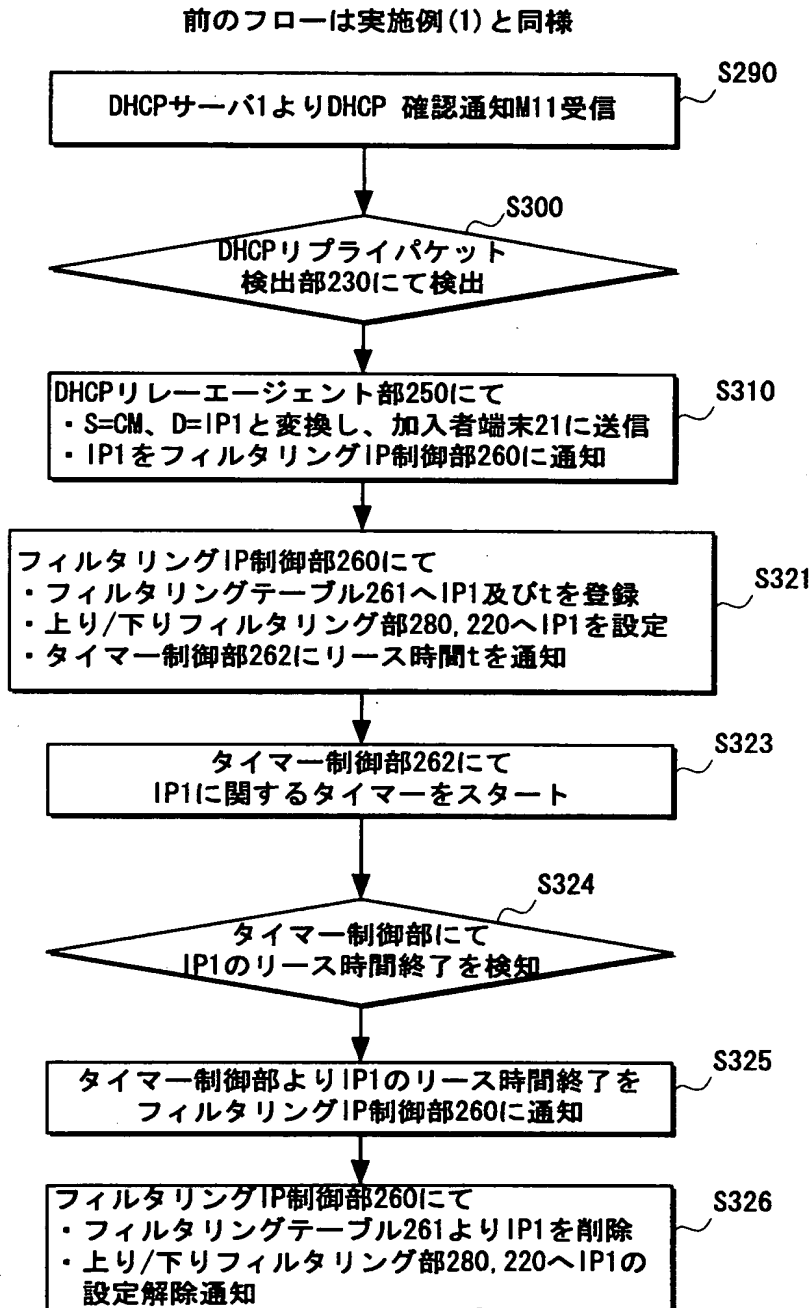 前のフローは実施例(1)と同様
S290
DHCPサーバ1よりDHCP 確認通知M11受信
S300
DHCPリプライパケット
検出部230にて検出
S310
DHCPリレーエージェント部250にて
・S=CM、D=IP1と変換し、加入者端末21に送信
・IP1をフィルタリングIP制御部260に通知
S321
フィルタリングIP制御部260にて
・フィルタリングテーブル261へIP1及びtを登録
・上り/下りフィルタリング部280,220へIP1を設定
・タイマー制御部262にリース時間tを通知
S323
タイマー制御部262にて
IP1に関するタイマーをスタート
S324
タイマー制御部にて
IP1のリース時間終了を検知
S325
タイマー制御部よりIP1のリース時間終了を
フィルタリングIP制御部260に通知
S326
フィルタリングIP制御部260にて
・フィルタリングテーブル261よりIP1を削除
・上り/下りフィルタリング部280,220へIP1の
設定解除通知